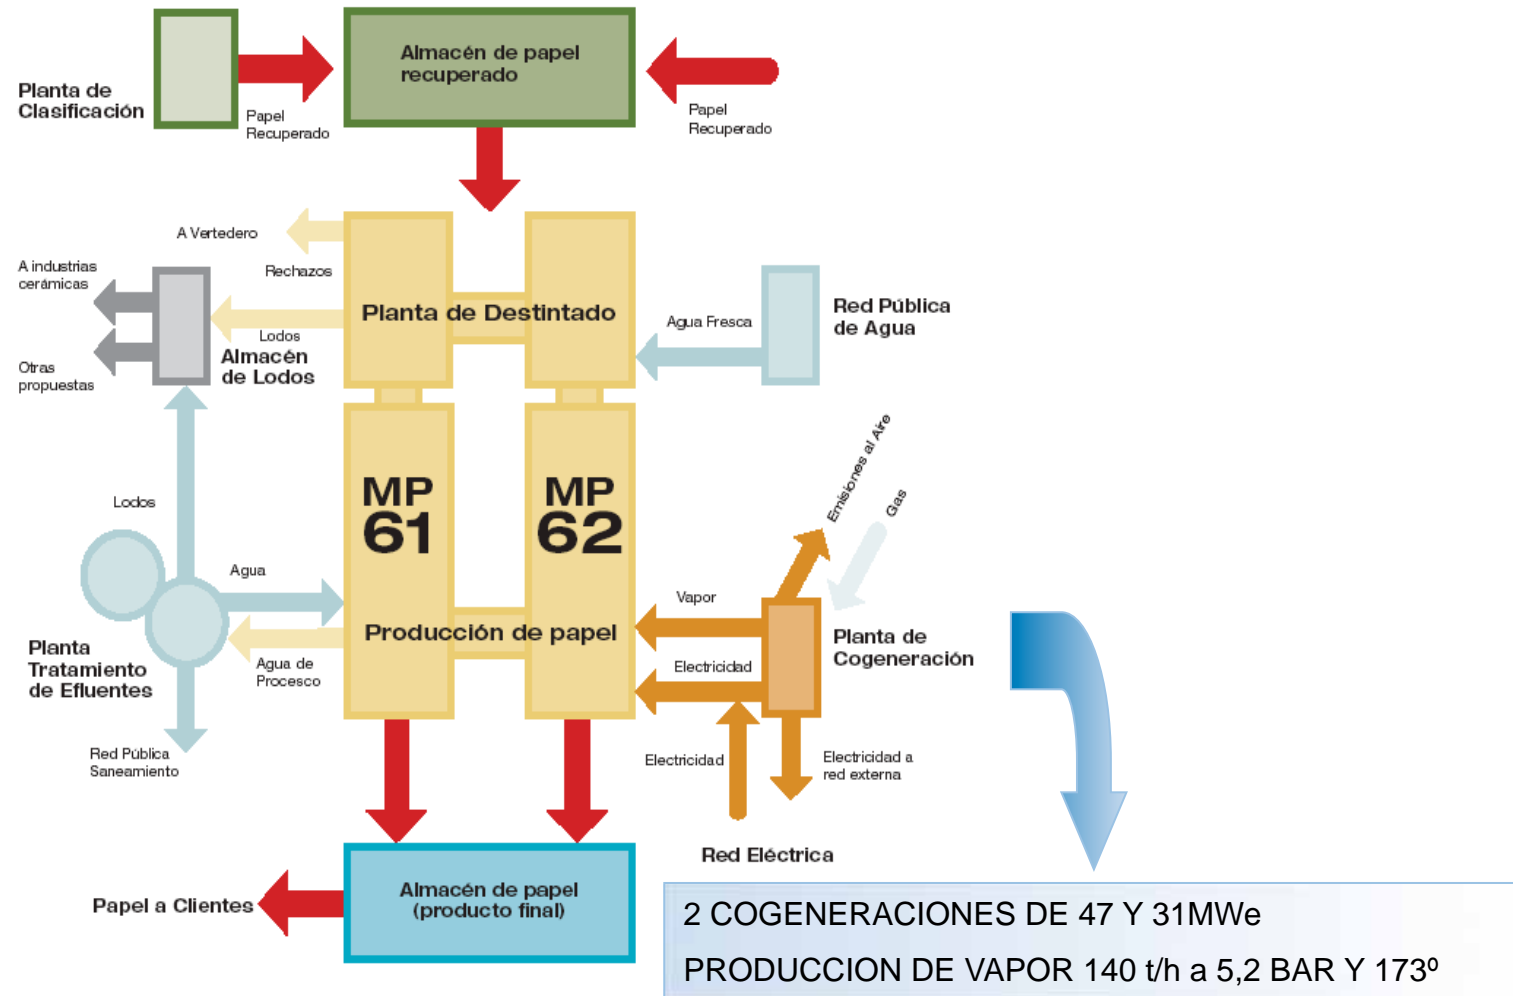 Almacén de papel
recuperado
Planta de
Clasificación
Papel
Recuperado
Papel
Recuperado
A Vertedero
Rechazos
A industrias
cerámicas
Planta de Destintado
Red Pública
de Agua
Agua Fresca
Lodos
Almacén
de Lodos
Otras
propuestas
Emisiones al Aire
Gas
MP
61
MP
62
Lodos
Agua
Vapor
Producción de papel
Planta de
Cogeneración
Planta
Tratamiento
de Efluentes
Agua de
Procesco
Electricidad
Red Pública
Saneamiento
Electricidad
Electricidad a
red externa
Red Eléctrica
Almacén de papel
(producto final)
Papel a Clientes
2 COGENERACIONES DE 47 Y 31MWe
PRODUCCION DE VAPOR 140 t/h a 5,2 BAR Y 173º